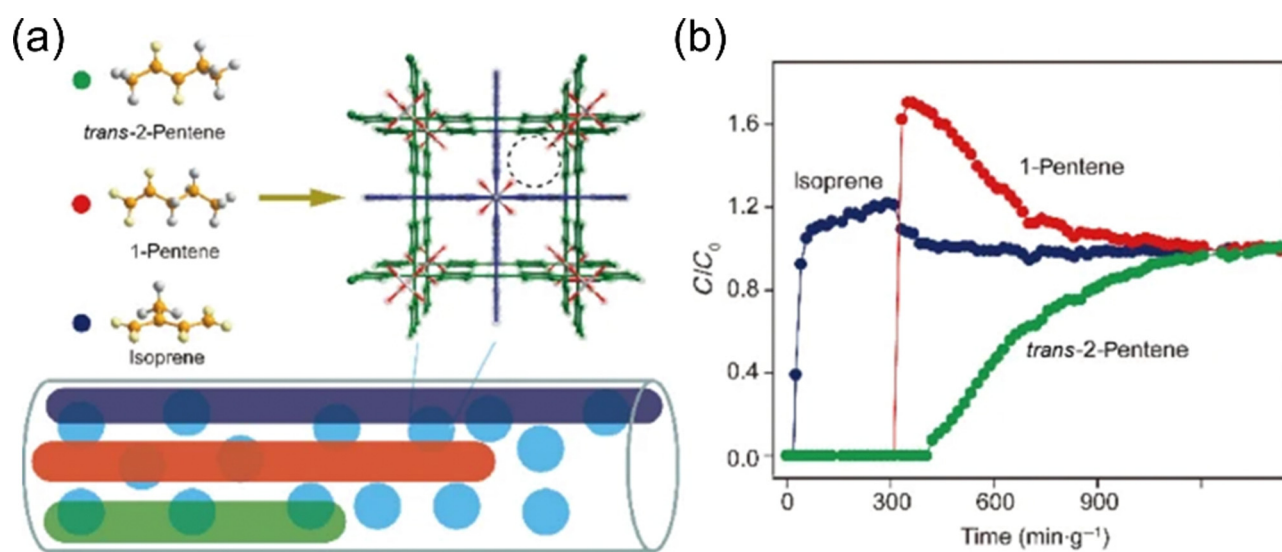 (a)
trans-2-Pentene
1-Pentene
Isoprene
(b)
C/C₀
1.6
1.2
0.8
0.4
0.0
Isoprene
1-Pentene
trans-2-Pentene
0 300 600 900
Time (min·g⁻¹)